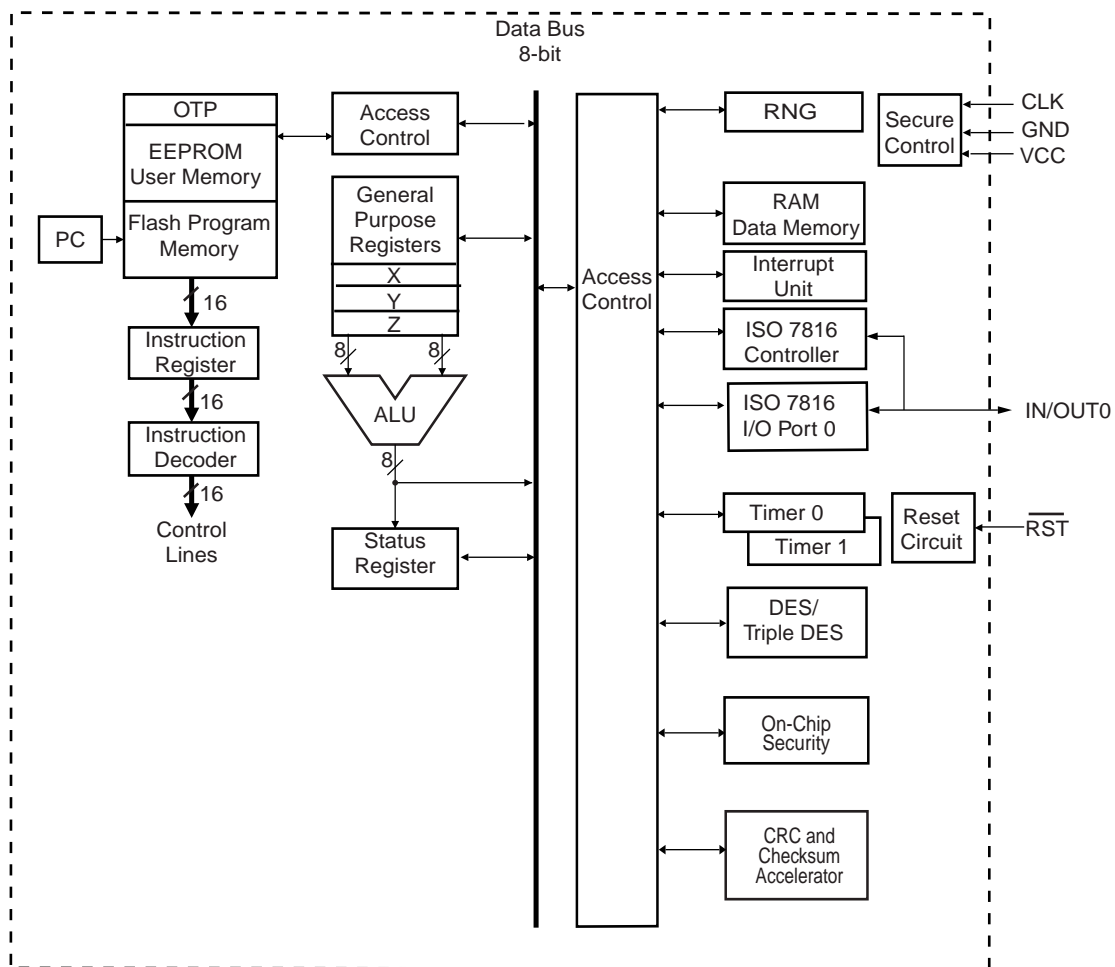 Data Bus
8-bit
OTP
EEPROM
User Memory
Flash Program
Memory
PC
16
Instruction
Register
16
Instruction
Decoder
16
Control
Lines
Access
Control
General
Purpose
Registers
X
Y
Z
8
8
ALU
8
Status
Register
Access
Control
RNG
RAM
Data Memory
Interrupt
Unit
ISO 7816
Controller
ISO 7816
I/O Port 0
Timer 0
Timer 1
DES/
Triple DES
On-Chip
Security
CRC and
Checksum
Accelerator
Secure
Control
CLK
GND
VCC
IN/OUT0
Reset
Circuit
RST